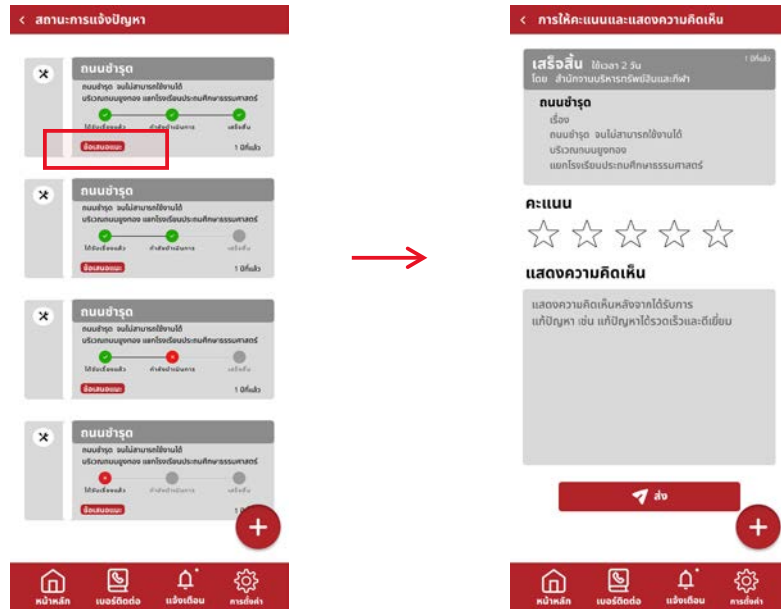 < สถานะการแจ้งปัญหา
ถนนชำรุด
ถนนชำรุด จนไม่สามารถใช้งานได้
บริเวณถนนยูงทอง แยกโรงเรียนประถมศึกษาธรรมศาสตร์
ได้รับเรื่องแล้ว กำลังดำเนินการ เสร็จสิ้น
ข้อเสนอแนะ 1 ปีที่แล้ว
ถนนชำรุด
ถนนชำรุด จนไม่สามารถใช้งานได้
บริเวณถนนยูงทอง แยกโรงเรียนประถมศึกษาธรรมศาสตร์
ได้รับเรื่องแล้ว กำลังดำเนินการ เสร็จสิ้น
ข้อเสนอแนะ 1 ปีที่แล้ว
ถนนชำรุด
ถนนชำรุด จนไม่สามารถใช้งานได้
บริเวณถนนยูงทอง แยกโรงเรียนประถมศึกษาธรรมศาสตร์
ได้รับเรื่องแล้ว กำลังดำเนินการ เสร็จสิ้น
ข้อเสนอแนะ 1 ปีที่แล้ว
ถนนชำรุด
ถนนชำรุด จนไม่สามารถใช้งานได้
บริเวณถนนยูงทอง แยกโรงเรียนประถมศึกษาธรรมศาสตร์
ได้รับเรื่องแล้ว กำลังดำเนินการ เสร็จสิ้น
ข้อเสนอแนะ
+
หน้าหลัก เบอร์ติดต่อ แจ้งเตือน การตั้งค่า
< การให้คะแนนและแสดงความคิดเห็น
เสร็จสิ้น ใช้เวลา 2 วัน 1 ปีที่แล้ว
โดย สำนักงานบริหารทรัพย์สินและกีฬา
ถนนชำรุด
เรื่อง
ถนนชำรุด จนไม่สามารถใช้งานได้
บริเวณถนนยูงทอง
แยกโรงเรียนประถมศึกษาธรรมศาสตร์
คะแนน
แสดงความคิดเห็น
แสดงความคิดเห็นหลังจากได้รับการ
แก้ปัญหา เช่น แก้ปัญหาได้รวดเร็วและดีเยี่ยม
ส่ง
+
หน้าหลัก เบอร์ติดต่อ แจ้งเตือน การตั้งค่า